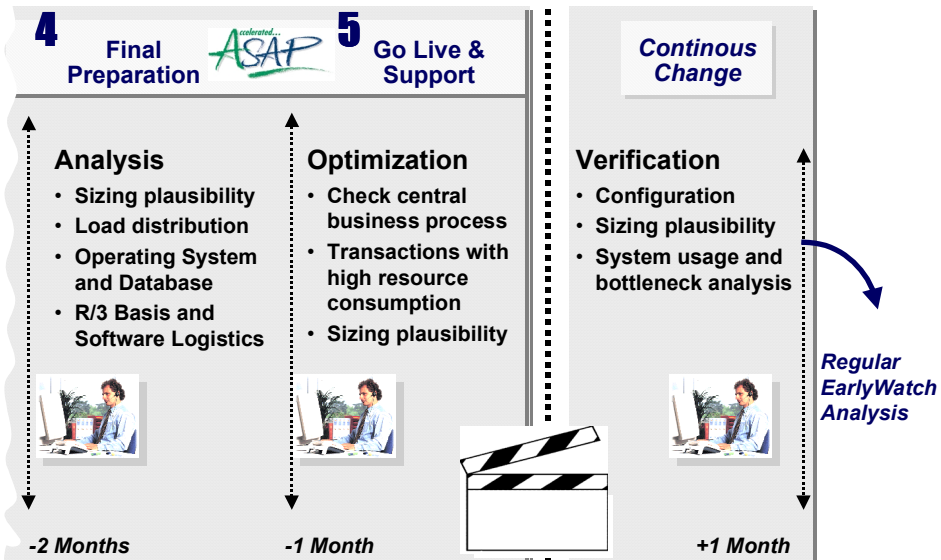 4
Final
Preparation
Accelerated...
ASAP
5
Go Live &
Support
Continous
Change
Analysis
• Sizing plausibility
• Load distribution
• Operating System
and Database
• R/3 Basis and
Software Logistics
Optimization
• Check central
business process
• Transactions with
high resource
consumption
• Sizing plausibility
Verification
• Configuration
• Sizing plausibility
• System usage and
bottleneck analysis
Regular
EarlyWatch
Analysis
-2 Months
-1 Month
+1 Month